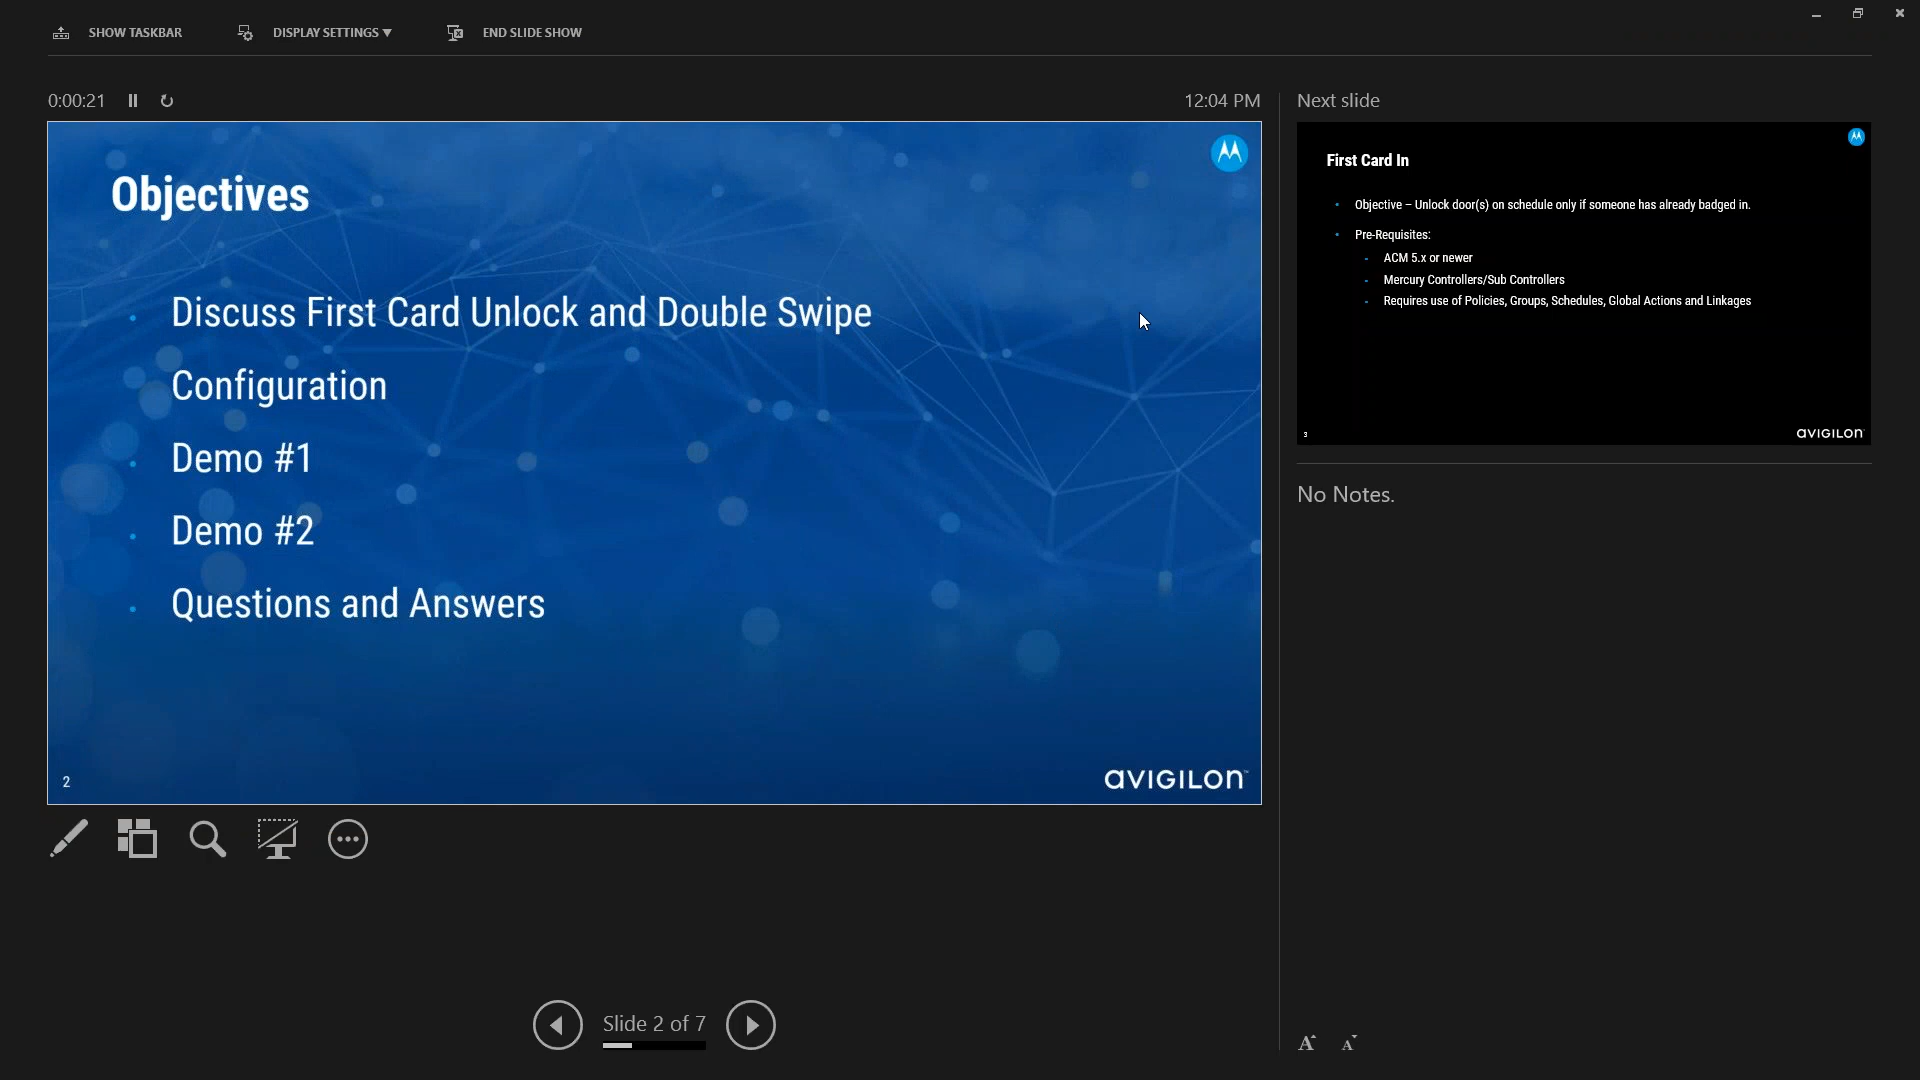 SHOW TASKBAR
DISPLAY SETTINGS ▼
END SLIDE SHOW
0:00:21
12:04 PM
Objectives
• Discuss First Card Unlock and Double Swipe
Configuration
• Demo #1
• Demo #2
• Questions and Answers
2
avigilon™
Next slide
First Card In
• Objective – Unlock door(s) on schedule only if someone has already badged in.
• Pre-Requisites:
- ACM 5.x or newer
- Mercury Controllers/Sub Controllers
- Requires use of Policies, Groups, Schedules, Global Actions and Linkages
3
avigilon
No Notes.
Slide 2 of 7
A A